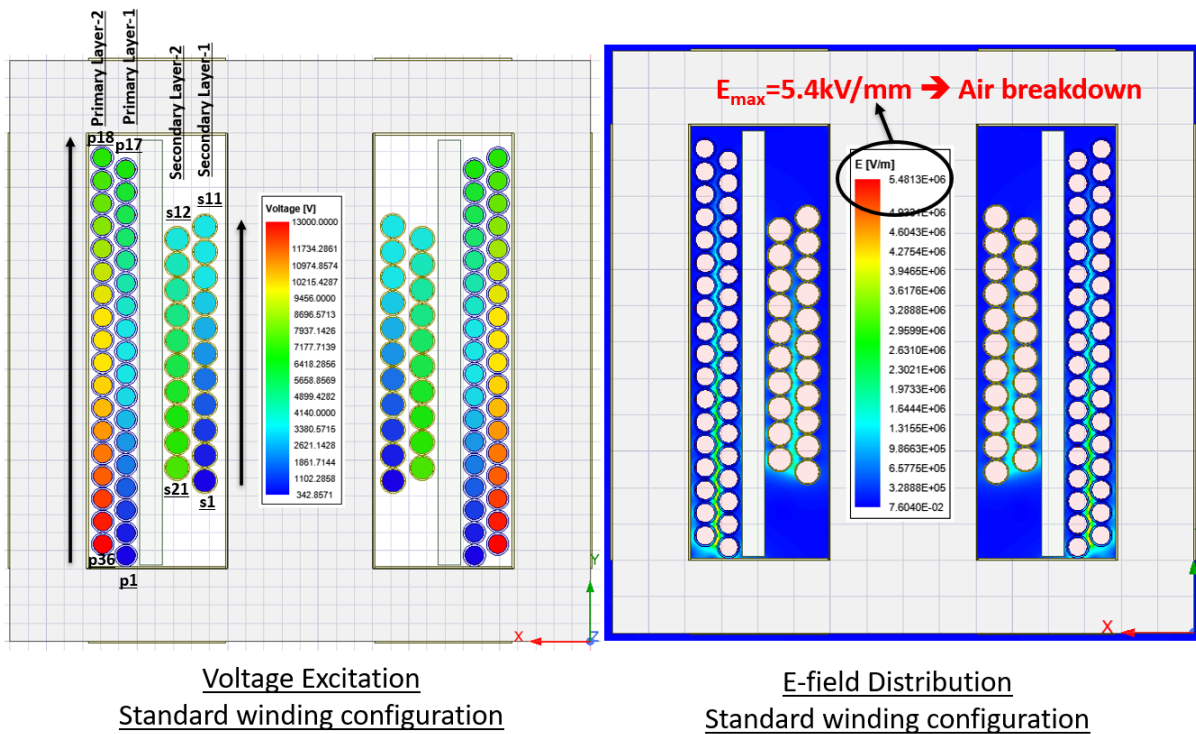 Primary Layer-2
Primary Layer-1
Secondary Layer-2
Secondary Layer-1
p18
p17
s12
s11
s21
s1
p36
p1
Voltage [V]
13000.0000
11734.2861
10974.8574
10215.4287
9456.0000
8696.5713
7937.1426
7177.7139
6418.2856
5658.8569
4899.4282
4140.0000
3380.5715
2621.1428
1861.7144
1102.2858
342.8571
Y
X
Z
Voltage Excitation
Standard winding configuration
Emax=5.4kV/mm ➔ Air breakdown
E [V/m]
5.4813E+06
4.9331E+06
4.6043E+06
4.2754E+06
3.9465E+06
3.6176E+06
3.2888E+06
2.9599E+06
2.6310E+06
2.3021E+06
1.9733E+06
1.6444E+06
1.3155E+06
9.8663E+05
6.5775E+05
3.2888E+05
7.6040E-02
X
E-field Distribution
Standard winding configuration